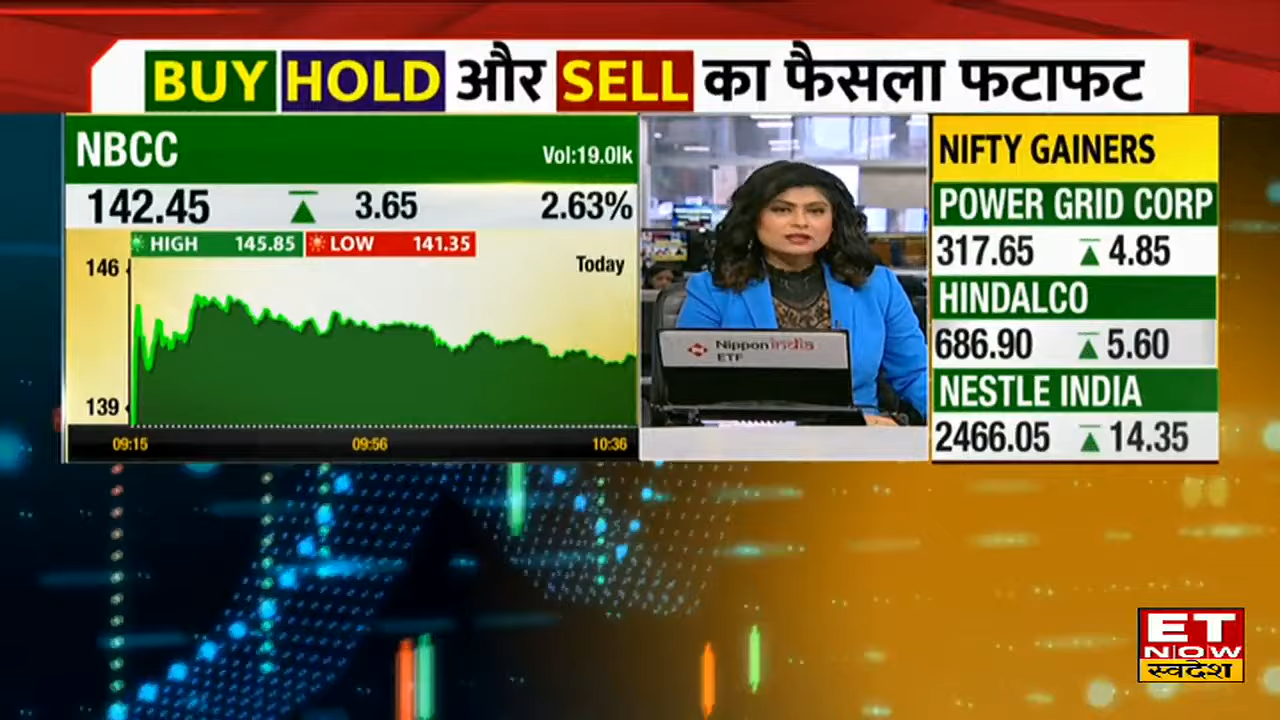 BUY HOLD और SELL का फैसला फटाफट
NBCC
Vol:19.0lk
142.45 3.65 2.63%
HIGH 145.85 LOW 141.35
Today
146
139
09:15 09:56 10:36
Nippon india
ETF
NIFTY GAINERS
POWER GRID CORP
317.65 4.85
HINDALCO
686.90 5.60
NESTLE INDIA
2466.05 14.35
ET
NOW
स्वदेश